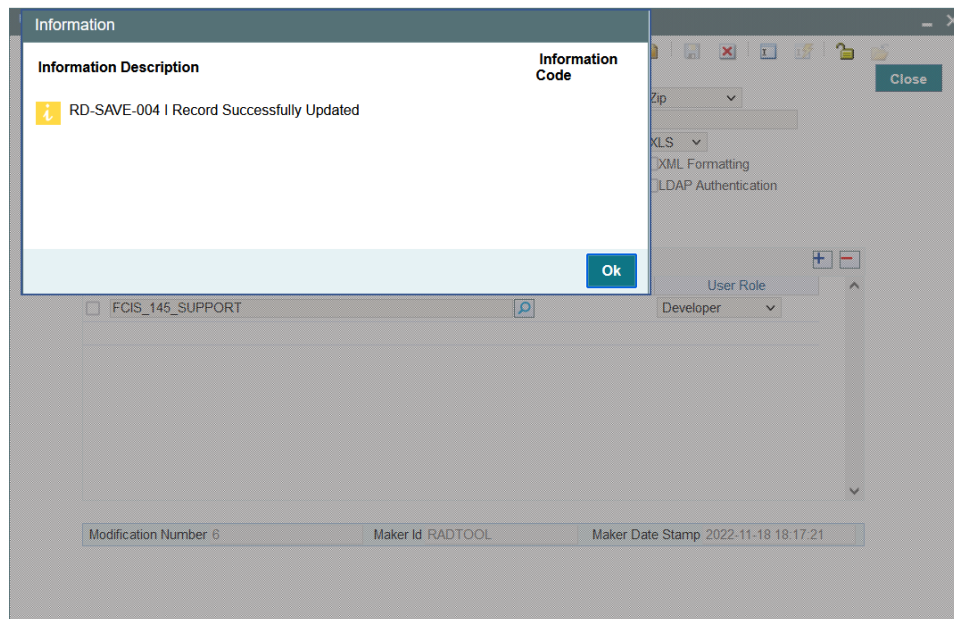 Information
Information Description
Information
Code
RD-SAVE-004 I Record Successfully Updated
Ok
Close
Zip
XLS
XML Formatting
LDAP Authentication
User Role
FCIS_145_SUPPORT
Developer
Modification Number 6
Maker Id RADTOOL
Maker Date Stamp 2022-11-18 18:17:21